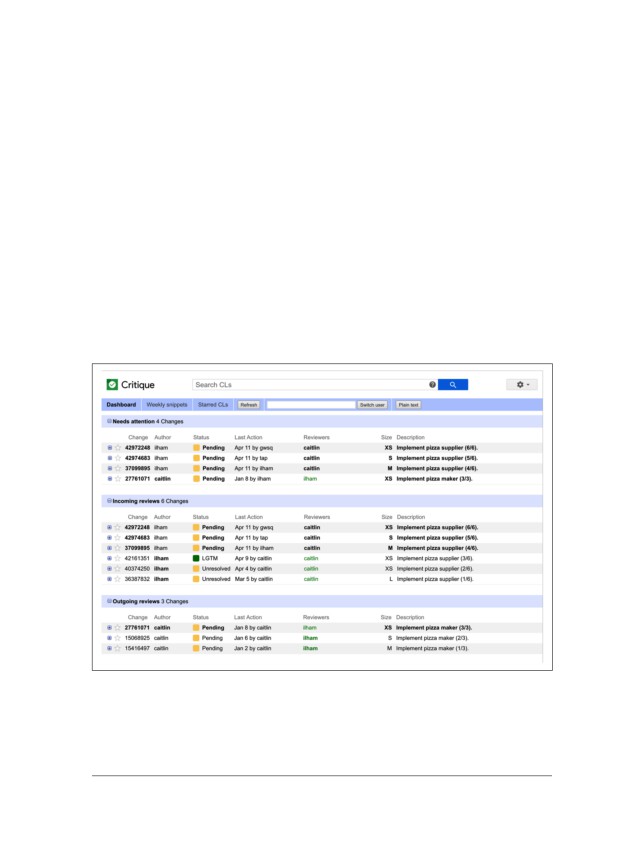 Critique Search CLs ?
Dashboard Weekly snippets Starred CLs Refresh Switch user Plain text
Needs attention 4 Changes
Change Author Status Last Action Reviewers Size Description
42972248 ilham Pending Apr 11 by gwsq caitlin XS Implement pizza supplier (6/6).
42974683 ilham Pending Apr 11 by tap caitlin S Implement pizza supplier (5/6).
37099895 ilham Pending Apr 11 by ilham caitlin M Implement pizza supplier (4/6).
27761071 caitlin Pending Jan 8 by ilham ilham XS Implement pizza maker (3/3).
Incoming reviews 6 Changes
Change Author Status Last Action Reviewers Size Description
42972248 ilham Pending Apr 11 by gwsq caitlin XS Implement pizza supplier (6/6).
42974683 ilham Pending Apr 11 by tap caitlin S Implement pizza supplier (5/6).
37099895 ilham Pending Apr 11 by ilham caitlin M Implement pizza supplier (4/6).
42161351 ilham LGTM Apr 9 by caitlin caitlin XS Implement pizza supplier (3/6).
40374250 ilham Unresolved Apr 4 by caitlin caitlin XS Implement pizza supplier (2/6).
36387832 ilham Unresolved Mar 5 by caitlin caitlin L Implement pizza supplier (1/6).
Outgoing reviews 3 Changes
Change Author Status Last Action Reviewers Size Description
27761071 caitlin Pending Jan 8 by caitlin ilham XS Implement pizza maker (3/3).
15068925 caitlin Pending Jan 6 by caitlin ilham S Implement pizza maker (2/3).
15416497 caitlin Pending Jan 2 by caitlin ilham M Implement pizza maker (1/3).